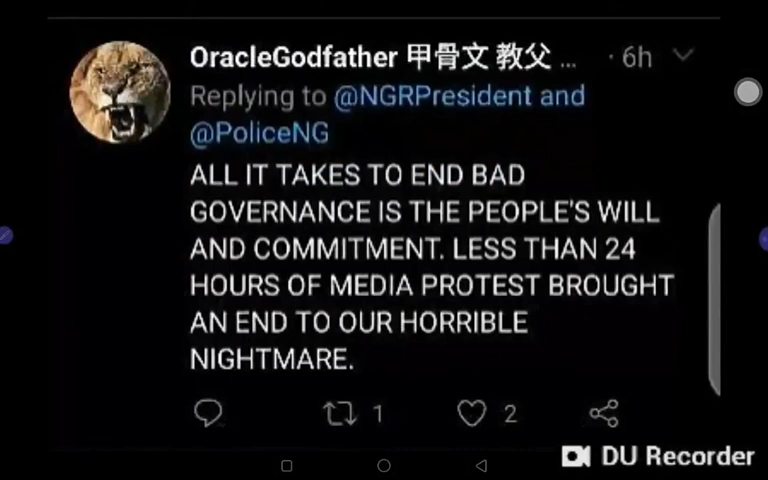 OracleGodfather 甲骨文 教父 ... · 6h
Replying to @NGRPresident and
@PoliceNG
ALL IT TAKES TO END BAD
GOVERNANCE IS THE PEOPLE'S WILL
AND COMMITMENT. LESS THAN 24
HOURS OF MEDIA PROTEST BROUGHT
AN END TO OUR HORRIBLE
NIGHTMARE.
1 2
DU Recorder